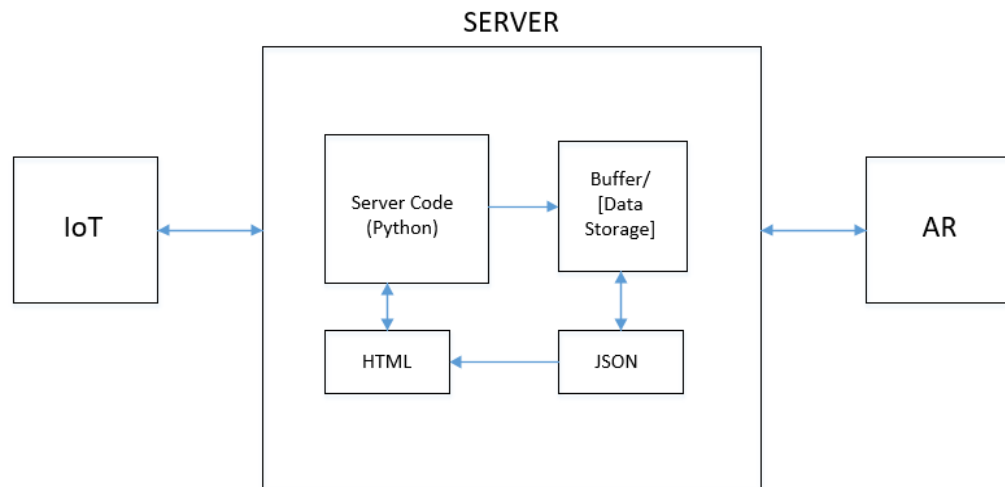 SERVER
IoT
Server Code
(Python)
Buffer/
[Data
Storage]
AR
HTML
JSON